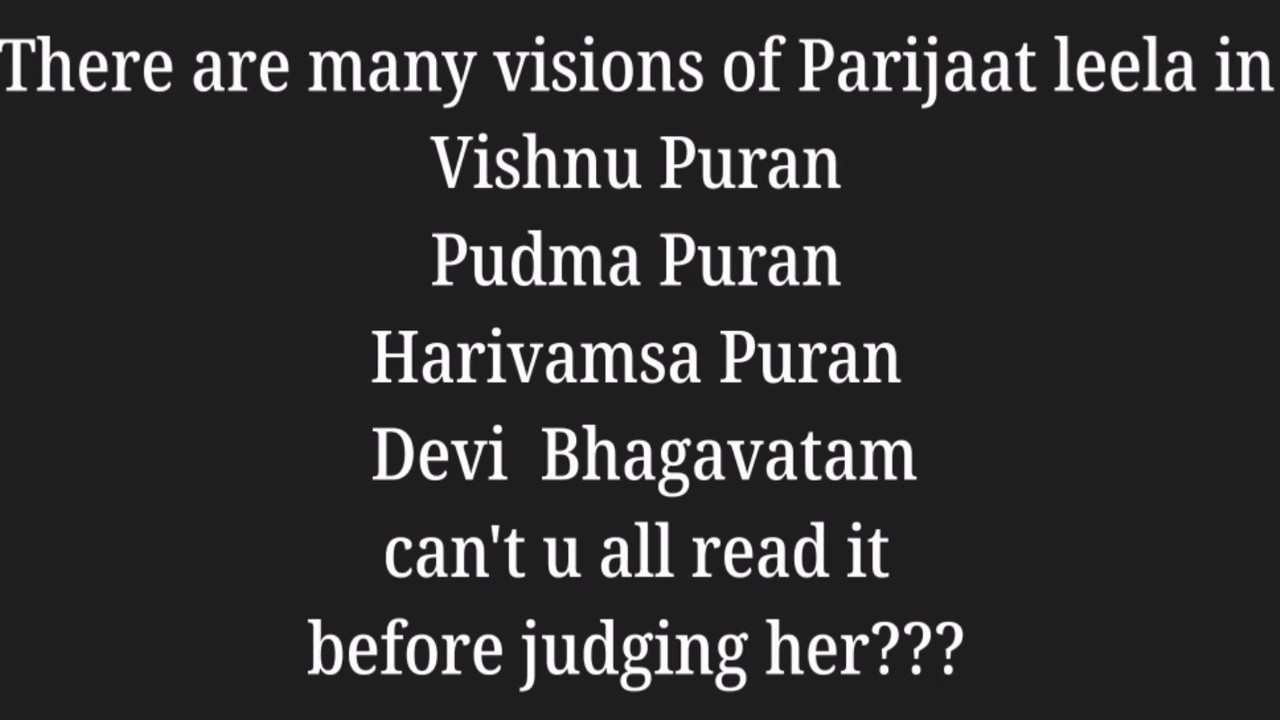 There are many visions of Parijaat leela in
Vishnu Puran
Pudma Puran
Harivamsa Puran
Devi  Bhagavatam
can't u all read it
before judging her???